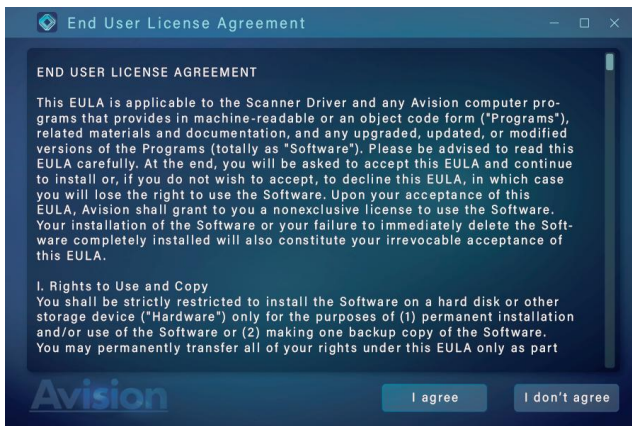 End User License Agreement
END USER LICENSE AGREEMENT
This EULA is applicable to the Scanner Driver and any Avision computer pro-
grams that provides in machine-readable or an object code form ("Programs"),
related materials and documentation, and any upgraded, updated, or modified
versions of the Programs (totally as "Software"). Please be advised to read this
EULA carefully. At the end, you will be asked to accept this EULA and continue
to install or, if you do not wish to accept, to decline this EULA, in which case
you will lose the right to use the Software. Upon your acceptance of this
EULA, Avision shall grant to you a nonexclusive license to use the Software.
Your installation of the Software or your failure to immediately delete the Soft-
ware completely installed will also constitute your irrevocable acceptance of
this EULA.
I. Rights to Use and Copy
You shall be strictly restricted to install the Software on a hard disk or other
storage device ("Hardware") only for the purposes of (1) permanent installation
and/or use of the Software or (2) making one backup copy of the Software.
You may permanently transfer all of your rights under this EULA only as part
Avision
I agree
I don't agree